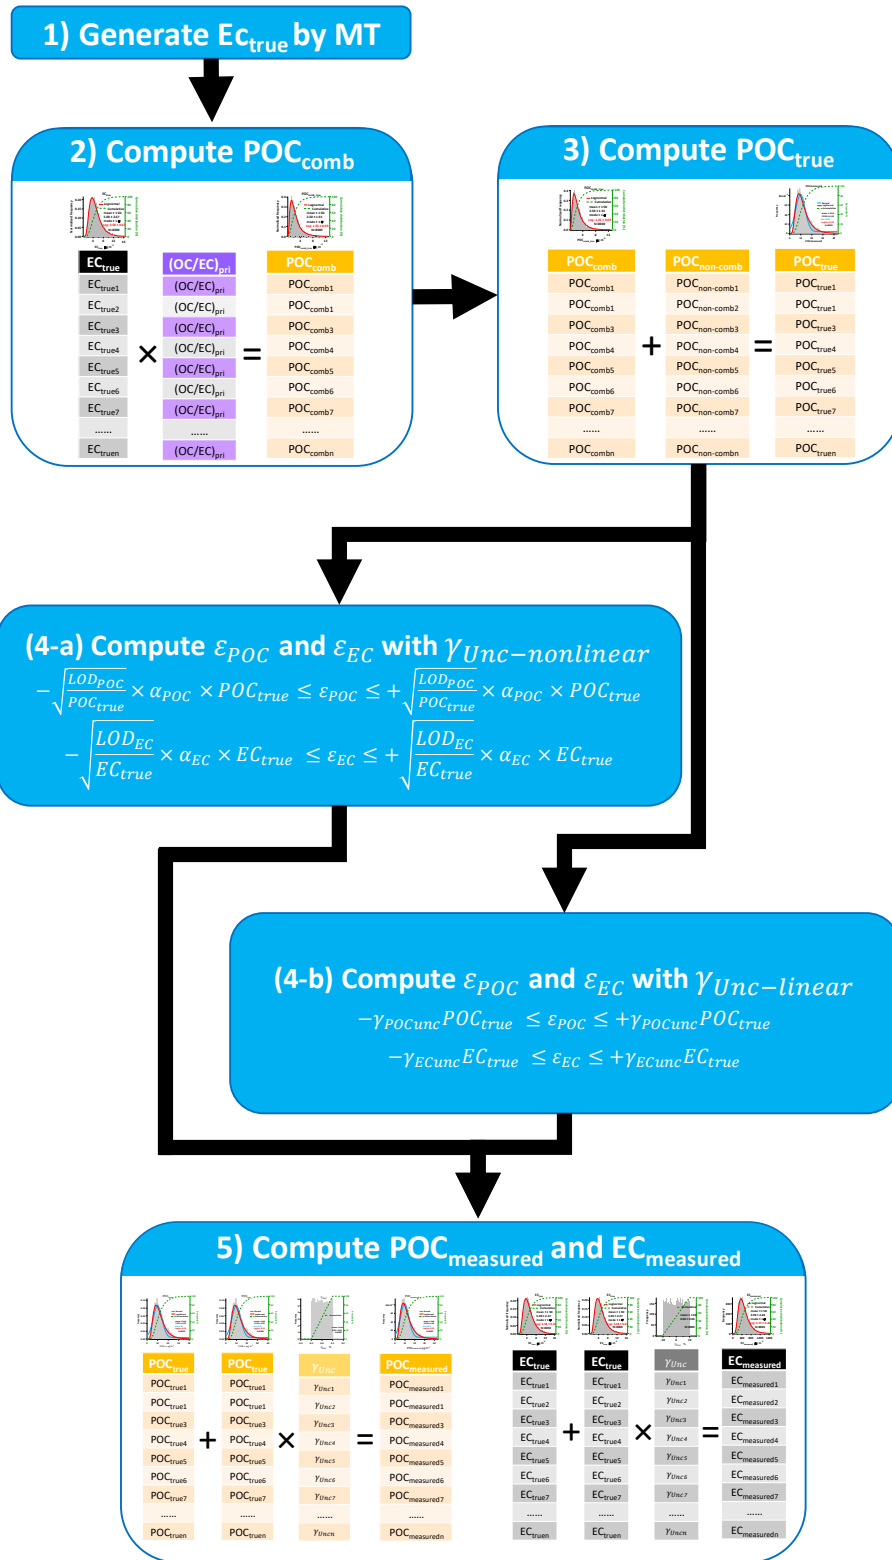 1) Generate Ec_true by MT
2) Compute POC_comb
EC_true (OC/EC)_pri POC_comb
EC_true1 (OC/EC)_pri POC_comb1
EC_true2 (OC/EC)_pri POC_comb1
EC_true3 (OC/EC)_pri POC_comb3
EC_true4 × (OC/EC)_pri = POC_comb4
EC_true5 (OC/EC)_pri POC_comb5
EC_true6 (OC/EC)_pri POC_comb6
EC_true7 (OC/EC)_pri POC_comb7
...... ...... ......
EC_truen (OC/EC)_pri POC_combn
3) Compute POC_true
POC_comb POC_non-comb POC_true
POC_comb1 POC_non-comb1 POC_true1
POC_comb1 POC_non-comb2 POC_true1
POC_comb3 POC_non-comb3 POC_true3
POC_comb4 + POC_non-comb4 = POC_true4
POC_comb5 POC_non-comb5 POC_true5
POC_comb6 POC_non-comb6 POC_true6
POC_comb7 POC_non-comb7 POC_true7
...... ...... ......
POC_combn POC_non-combn POC_truen
(4-a) Compute ε_POC and ε_EC with γ_Unc−nonlinear
−√(LOD_POC/POC_true) × α_POC × POC_true ≤ ε_POC ≤ +√(LOD_POC/POC_true) × α_POC × POC_true
−√(LOD_EC/EC_true) × α_EC × EC_true ≤ ε_EC ≤ +√(LOD_EC/EC_true) × α_EC × EC_true
(4-b) Compute ε_POC and ε_EC with γ_Unc−linear
−γ_POCunc POC_true ≤ ε_POC ≤ +γ_POCunc POC_true
−γ_ECunc EC_true ≤ ε_EC ≤ +γ_ECunc EC_true
5) Compute POC_measured and EC_measured
POC_true POC_true γ_Unc POC_measured
POC_true1 POC_true1 γ_Unc1 POC_measured1
POC_true1 POC_true1 γ_Unc2 POC_measured1
POC_true3 POC_true3 γ_Unc3 POC_measured3
POC_true4 + POC_true4 × γ_Unc4 = POC_measured4
POC_true5 POC_true5 γ_Unc5 POC_measured5
POC_true6 POC_true6 γ_Unc6 POC_measured6
POC_true7 POC_true7 γ_Unc7 POC_measured7
...... ...... ...... ......
POC_truen POC_truen γ_Uncn POC_measuredn
EC_true EC_true γ_Unc EC_measured
EC_true1 EC_true1 γ_Unc1 EC_measured1
EC_true2 EC_true2 γ_Unc2 EC_measured2
EC_true3 EC_true3 γ_Unc3 EC_measured3
EC_true4 + EC_true4 × γ_Unc4 = EC_measured4
EC_true5 EC_true5 γ_Unc5 EC_measured5
EC_true6 EC_true6 γ_Unc6 EC_measured6
EC_true7 EC_true7 γ_Unc7 EC_measured7
...... ...... ...... ......
EC_truen EC_truen γ_Uncn EC_measuredn